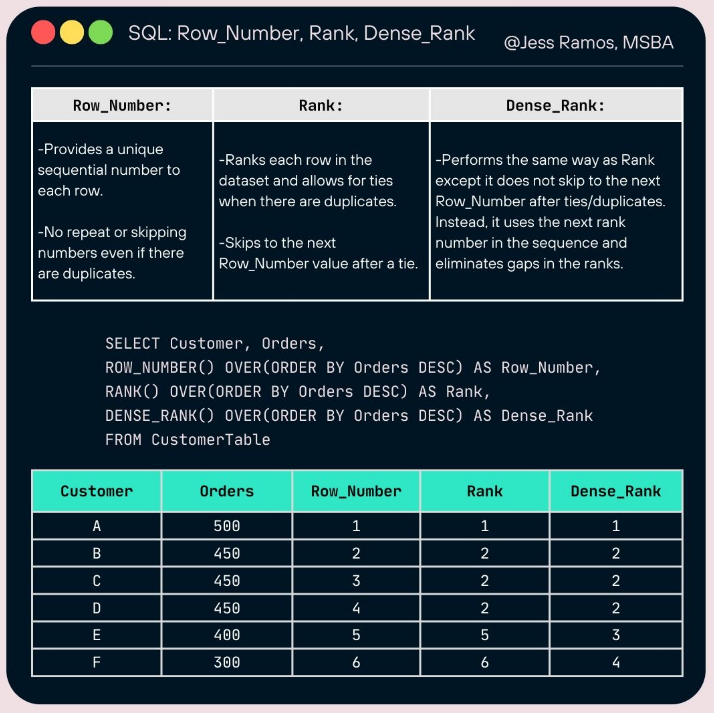 SQL: Row_Number, Rank, Dense_Rank
@Jess Ramos, MSBA
Row_Number:
Rank:
Dense_Rank:
-Provides a unique
sequential number to
each row.
-No repeat or skipping
numbers even if there
are duplicates.
-Ranks each row in the
dataset and allows for ties
when there are duplicates.
-Skips to the next
Row_Number value after a tie.
-Performs the same way as Rank
except it does not skip to the next
Row_Number after ties/duplicates.
Instead, it uses the next rank
number in the sequence and
eliminates gaps in the ranks.
SELECT Customer, Orders,
ROW_NUMBER() OVER(ORDER BY Orders DESC) AS Row_Number,
RANK() OVER(ORDER BY Orders DESC) AS Rank,
DENSE_RANK() OVER(ORDER BY Orders DESC) AS Dense_Rank
FROM CustomerTable
Customer Orders Row_Number Rank Dense_Rank
A 500 1 1 1
B 450 2 2 2
C 450 3 2 2
D 450 4 2 2
E 400 5 5 3
F 300 6 6 4